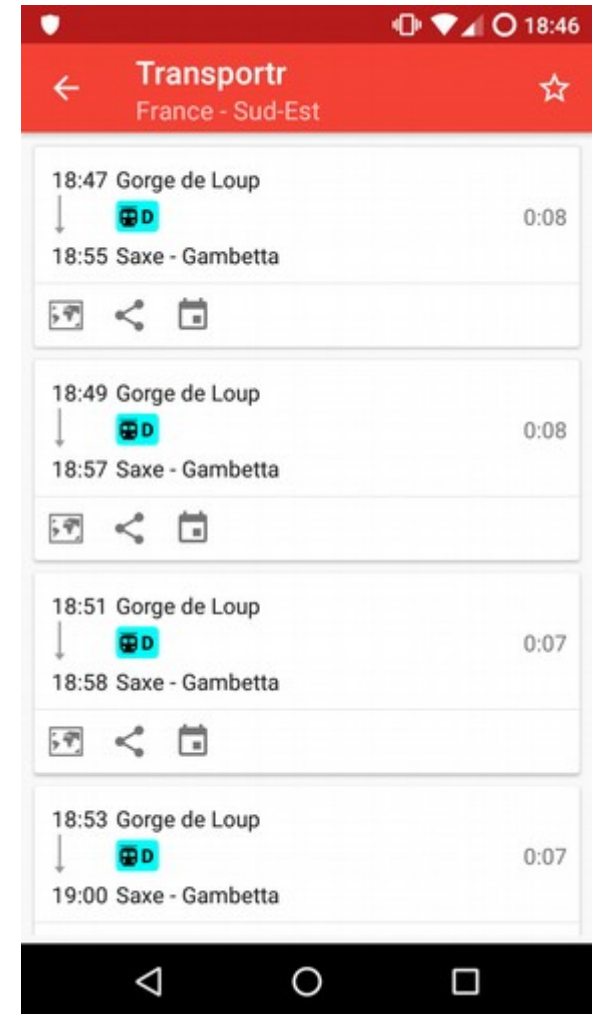 18:46
Transportr
France - Sud-Est
18:47 Gorge de Loup
D
0:08
18:55 Saxe - Gambetta
18:49 Gorge de Loup
D
0:08
18:57 Saxe - Gambetta
18:51 Gorge de Loup
D
0:07
18:58 Saxe - Gambetta
18:53 Gorge de Loup
D
0:07
19:00 Saxe - Gambetta